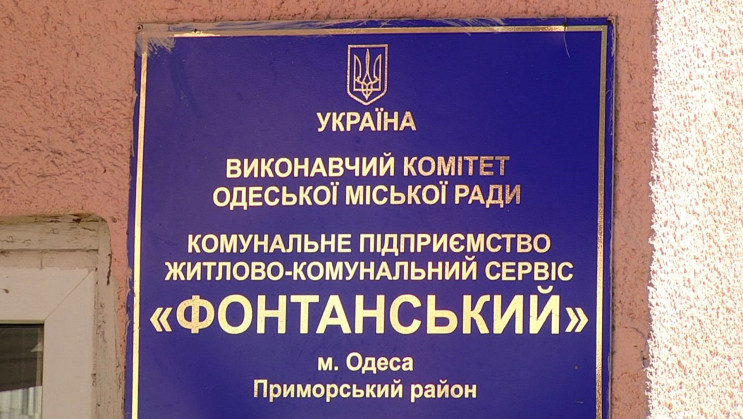 УКРАЇНА
ВИКОНАВЧИЙ КОМІТЕТ
ОДЕСЬКОЇ МІСЬКОЇ РАДИ
КОМУНАЛЬНЕ ПІДПРИЄМСТВО
ЖИТЛОВО-КОМУНАЛЬНИЙ СЕРВІС
«ФОНТАНСЬКИЙ»
м. Одеса
Приморський район